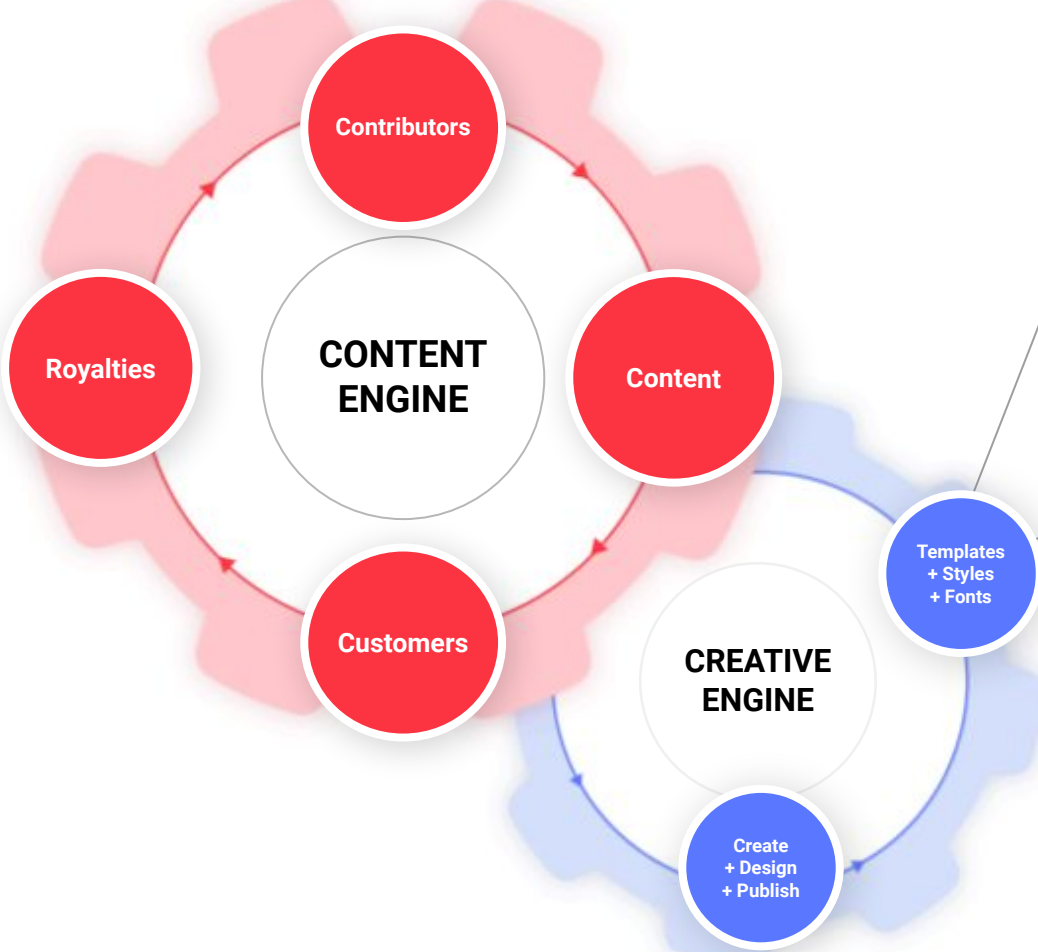 Contributors
Royalties
CONTENT
ENGINE
Content
Customers
Templates
+ Styles
+ Fonts
CREATIVE
ENGINE
Create
+ Design
+ Publish